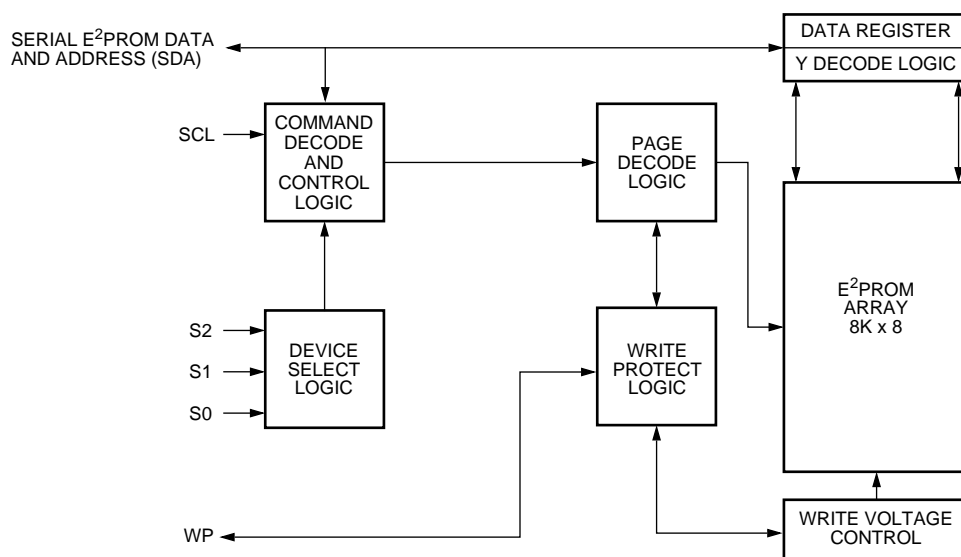 SERIAL E²PROM DATA
AND ADDRESS (SDA)
DATA REGISTER
Y DECODE LOGIC
SCL
COMMAND
DECODE
AND
CONTROL
LOGIC
PAGE
DECODE
LOGIC
E²PROM
ARRAY
8K x 8
S2
S1
S0
DEVICE
SELECT
LOGIC
WRITE
PROTECT
LOGIC
WP
WRITE VOLTAGE
CONTROL